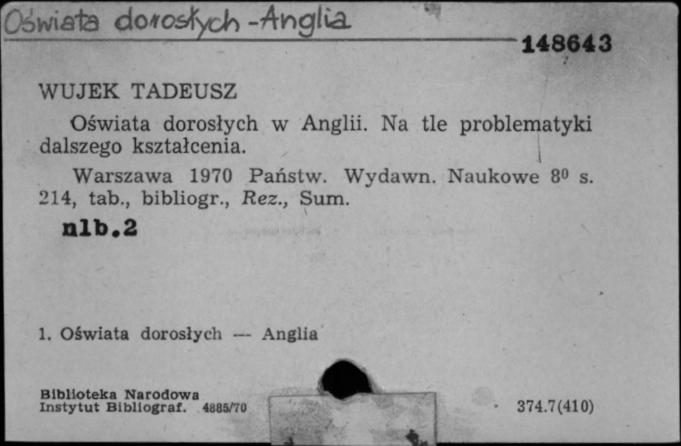 Oświata dorosłych - Anglia
148643
WUJEK TADEUSZ
Oświata dorosłych w Anglii. Na tle problematyki
dalszego kształcenia.
Warszawa 1970 Państw. Wydawn. Naukowe 8⁰ s.
214, tab., bibliogr., Rez., Sum.
nlb.2
1. Oświata dorosłych — Anglia
Biblioteka Narodowa
Instytut Bibliograf. 4885/70
374.7(410)